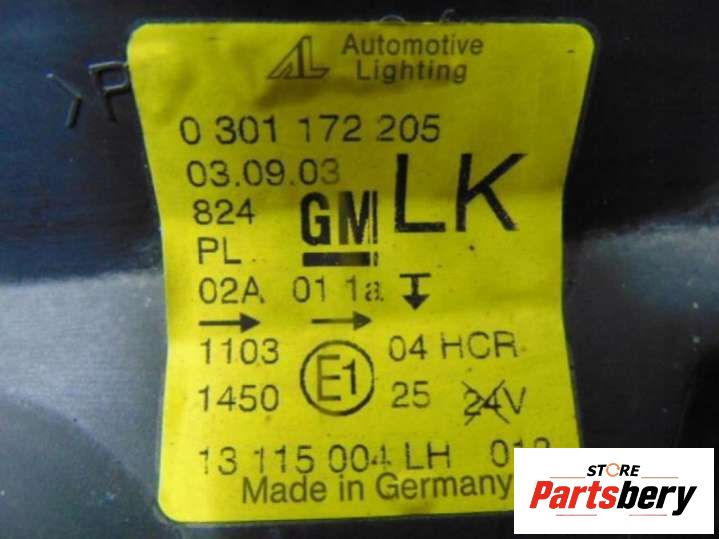 AL Automotive
Lighting
0 301 172 205
03.09.03
824 GM LK
PL
02A 01 1a
1103 04 HCR
1450 E1 25 24V
13 115 004 LH
Made in Germany
STORE
Partsbery